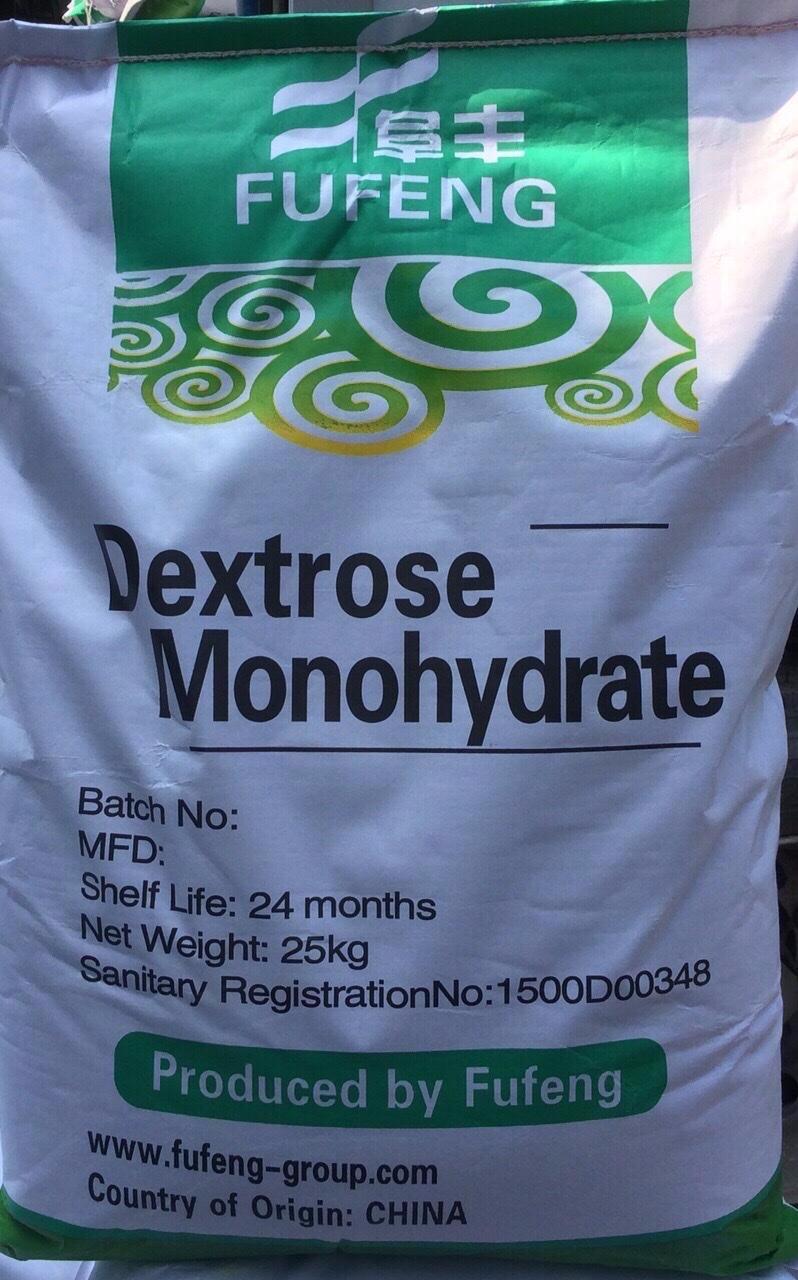 阜丰
FUFENG
Dextrose
Monohydrate
Batch No:
MFD:
Shelf Life: 24 months
Net Weight: 25kg
Sanitary RegistrationNo:1500D00348
Produced by Fufeng
www.fufeng-group.com
Country of Origin: CHINA